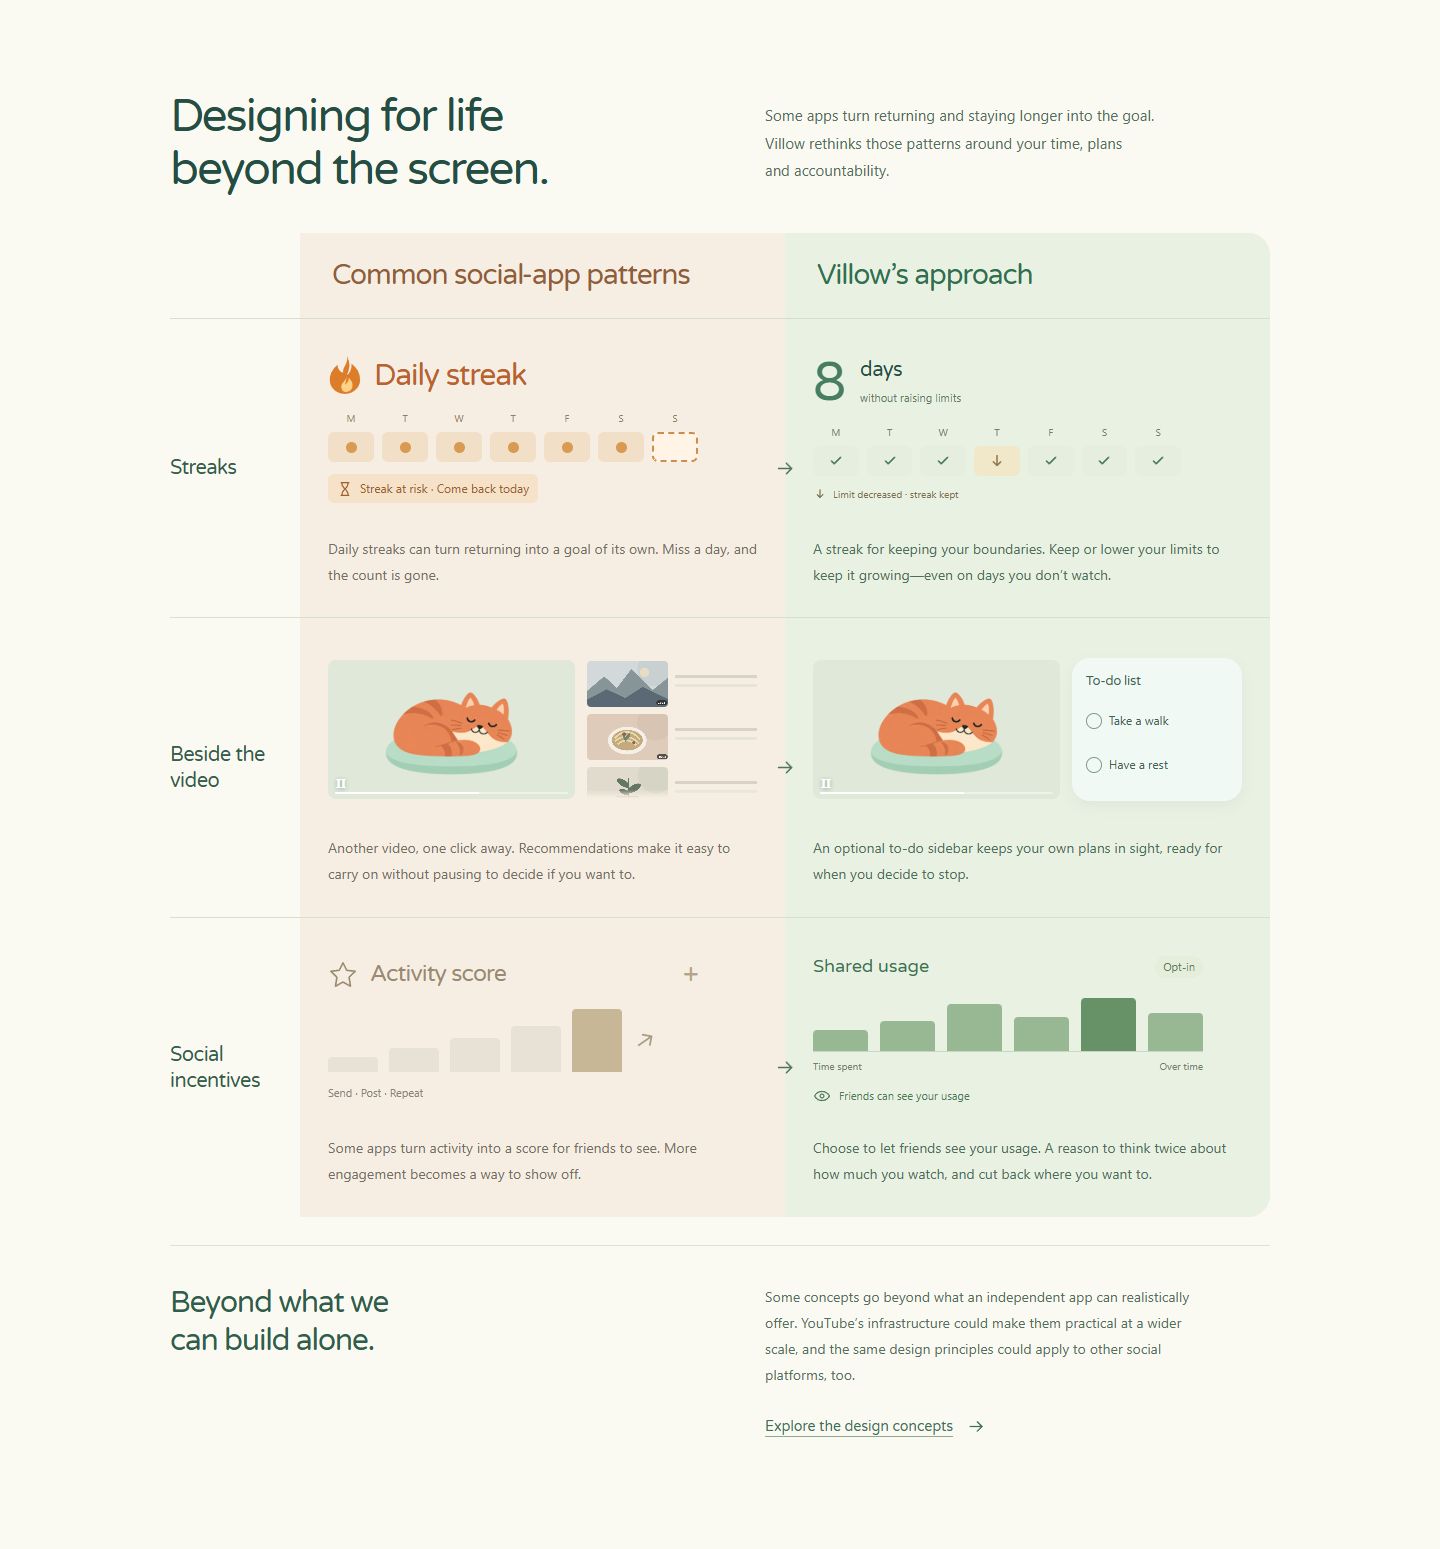 Designing for life
beyond the screen.
Some apps turn returning and staying longer into the goal.
Villow rethinks those patterns around your time, plans
and accountability.
Common social-app patterns
Villow’s approach
Streaks
Daily streak
M T W T F S S
Streak at risk · Come back today
Daily streaks can turn returning into a goal of its own. Miss a day, and
the count is gone.
8 days
without raising limits
M T W T F S S
Limit decreased · streak kept
A streak for keeping your boundaries. Keep or lower your limits to
keep it growing—even on days you don’t watch.
Beside the
video
Another video, one click away. Recommendations make it easy to
carry on without pausing to decide if you want to.
To-do list
Take a walk
Have a rest
An optional to-do sidebar keeps your own plans in sight, ready for
when you decide to stop.
Social
incentives
Activity score +
Send · Post · Repeat
Some apps turn activity into a score for friends to see. More
engagement becomes a way to show off.
Shared usage Opt-in
Time spent Over time
Friends can see your usage
Choose to let friends see your usage. A reason to think twice about
how much you watch, and cut back where you want to.
Beyond what we
can build alone.
Some concepts go beyond what an independent app can realistically
offer. YouTube’s infrastructure could make them practical at a wider
scale, and the same design principles could apply to other social
platforms, too.
Explore the design concepts